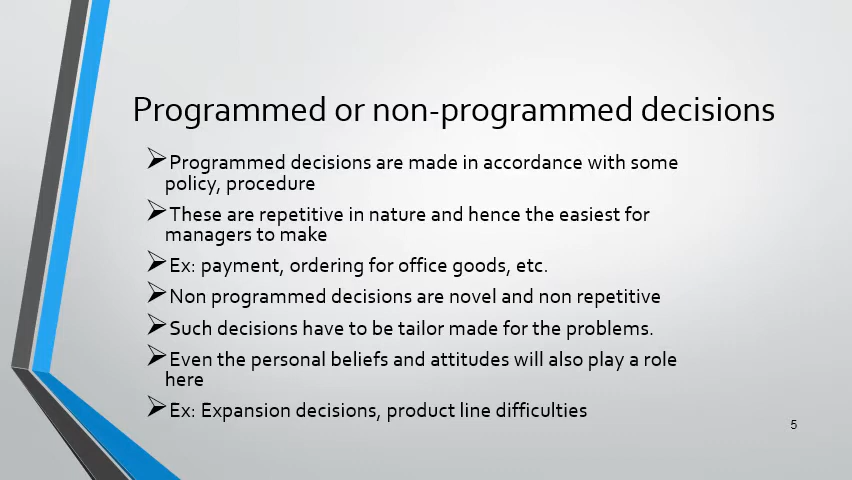 Programmed or non-programmed decisions
➢Programmed decisions are made in accordance with some
policy, procedure
➢These are repetitive in nature and hence the easiest for
managers to make
➢Ex: payment, ordering for office goods, etc.
➢Non programmed decisions are novel and non repetitive
➢Such decisions have to be tailor made for the problems.
➢Even the personal beliefs and attitudes will also play a role
here
➢Ex: Expansion decisions, product line difficulties
5